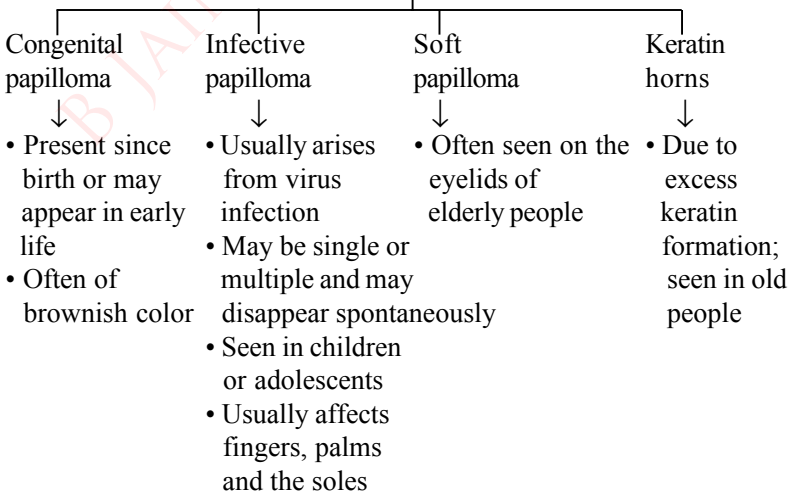 Congenital
papilloma
↓
• Present since
birth or may
appear in early
life
• Often of
brownish color
Infective
papilloma
↓
• Usually arises
from virus
infection
• May be single or
multiple and may
disappear spontaneously
• Seen in children
or adolescents
• Usually affects
fingers, palms
and the soles
Soft
papilloma
↓
• Often seen on the
eyelids of
elderly people
Keratin
horns
↓
• Due to
excess
keratin
formation;
seen in old
people
B JAIN